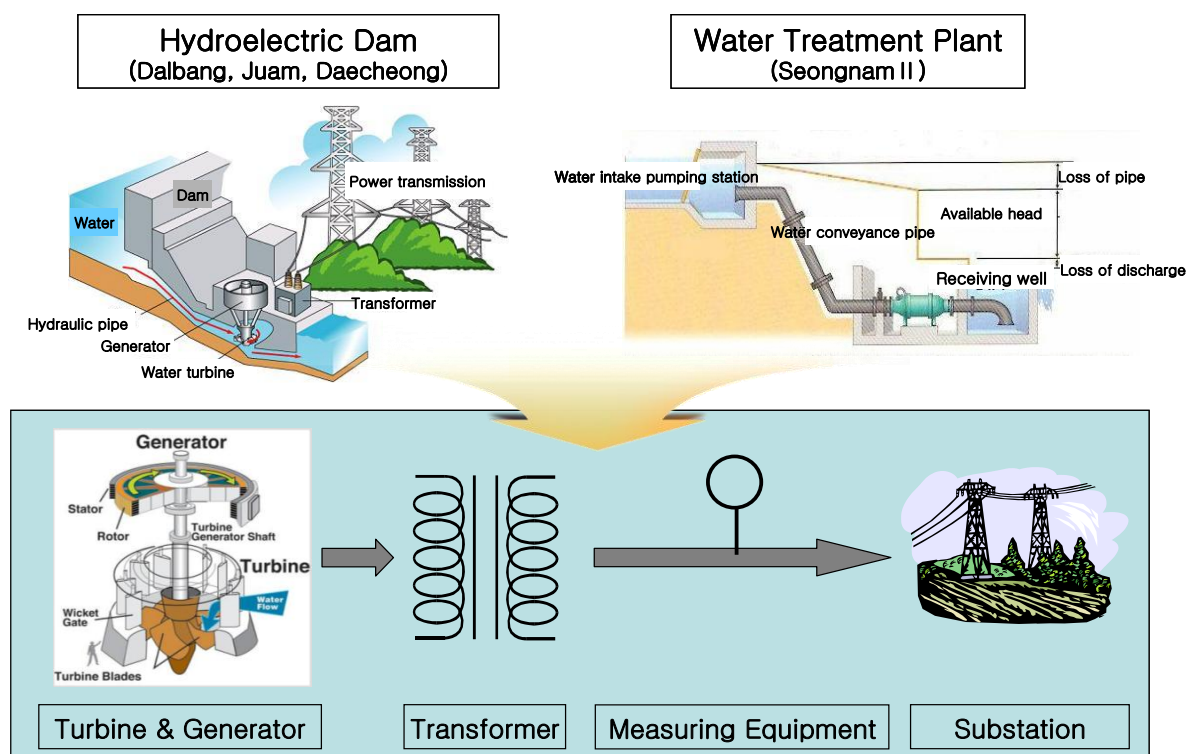 Hydroelectric Dam
(Dalbang, Juam, Daecheong)
Water Treatment Plant
(SeongnamⅡ)
Power transmission
Dam
Water
Transformer
Hydraulic pipe
Generator
Water turbine
Water intake pumping station
Loss of pipe
Available head
Water conveyance pipe
Loss of discharge
Receiving well
Generator
Stator
Rotor
Turbine
Generator Shaft
Turbine
Water
Flow
Wicket
Gate
Turbine Blades
Turbine & Generator
Transformer
Measuring Equipment
Substation